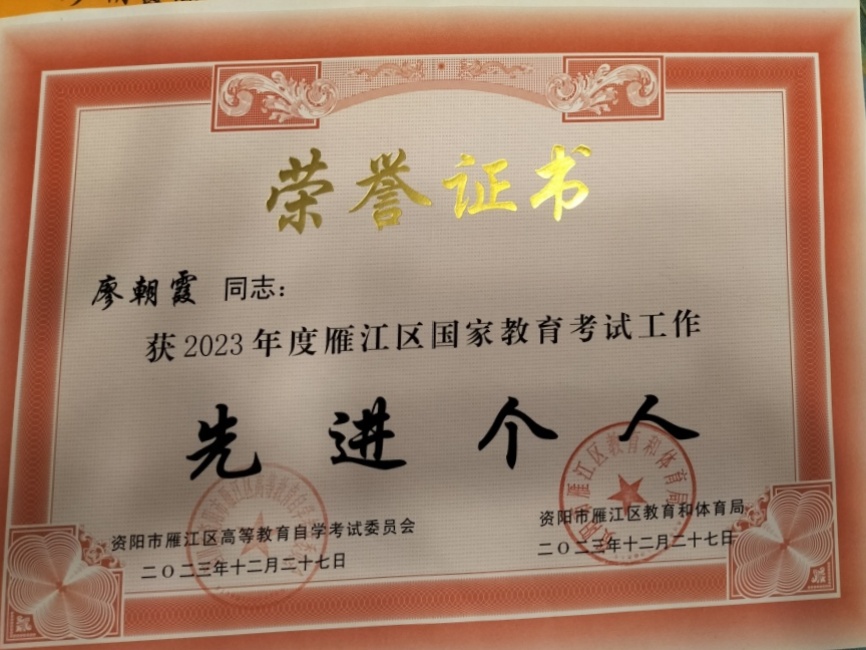 荣誉证书
廖朝霞 同志：
获2023年度雁江区国家教育考试工作
先进个人
资阳市雁江区高等教育自学考试委员会
二〇二三年十二月二十七日
资阳市雁江区教育和体育局
二〇二三年十二月二十七日